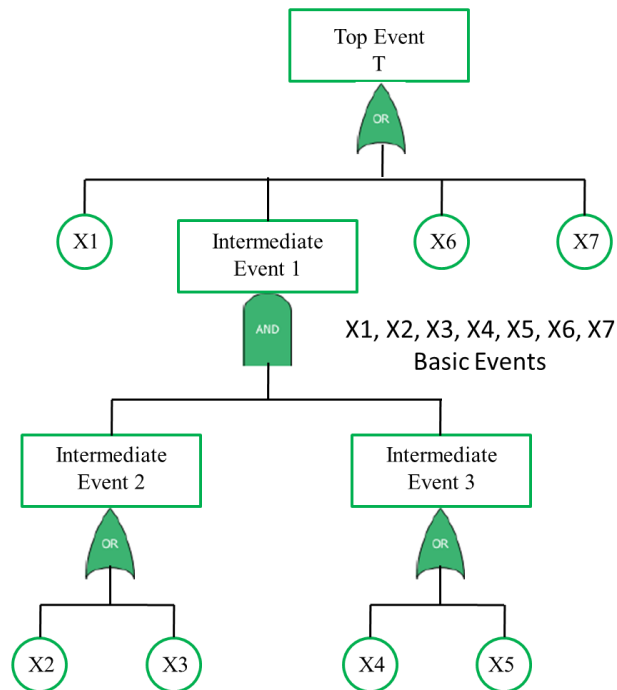 Top Event
T
OR
X1
Intermediate
Event 1
X6
X7
AND
X1, X2, X3, X4, X5, X6, X7
Basic Events
Intermediate
Event 2
Intermediate
Event 3
OR
OR
X2
X3
X4
X5